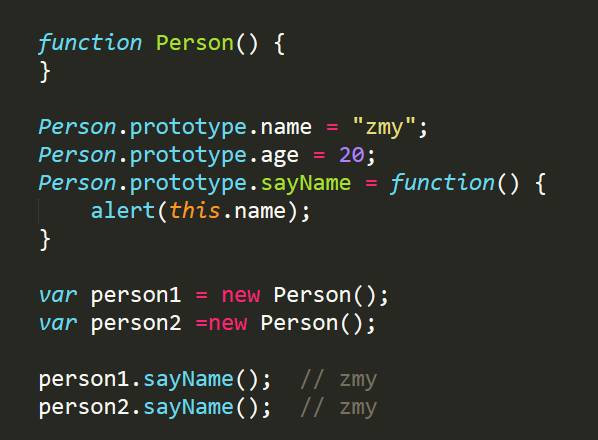 function Person() {
}
Person.prototype.name = "zmy";
Person.prototype.age = 20;
Person.prototype.sayName = function() {
    alert(this.name);
}
var person1 = new Person();
var person2 =new Person();
person1.sayName();  // zmy
person2.sayName();  // zmy